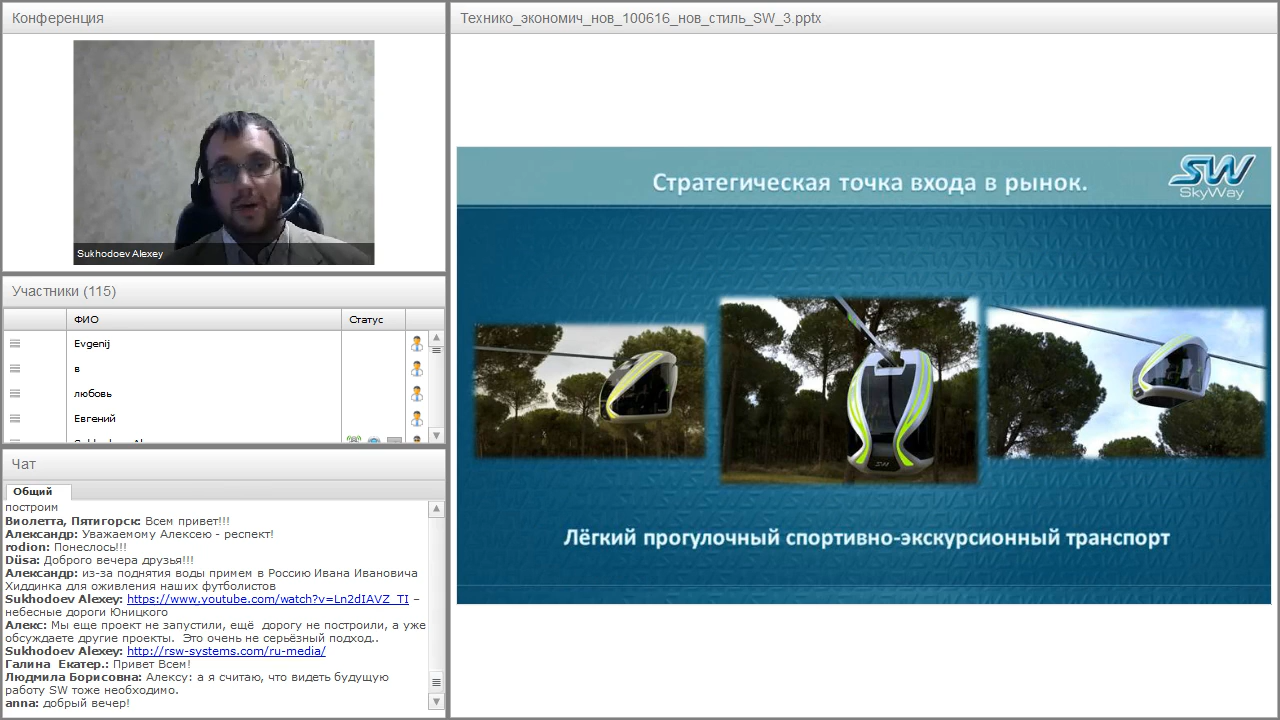 Конференция
Sukhodoev Alexey
Участники (115)
ФИО
Статус
Evgenij
в
любовь
Евгений
Чат
Общий
построим
Виолетта, Пятигорск: Всем привет!!!
Александр: Уважаемому Алексею - респект!
rodion: Понеслось!!!
Düsa: Доброго вечера друзья!!!
Александр: из-за поднятия воды примем в Россию Ивана Ивановича
Хиддинка для оживления наших футболистов
Sukhodoev Alexey: https://www.youtube.com/watch?v=Ln2dIAVZ_TI –
небесные дороги Юницкого
Алекс: Мы еще проект не запустили, ещё дорогу не построили, а уже
обсуждаете другие проекты. Это очень не серьёзный подход..
Sukhodoev Alexey: http://rsw-systems.com/ru-media/
Галина Екатер.: Привет Всем!
Людмила Борисовна: Алексу: а я считаю, что видеть будущую
работу SW тоже необходимо.
anna: добрый вечер!
Технико_экономич_нов_100616_нов_стиль_SW_3.pptx
Стратегическая точка входа в рынок.
SW
SkyWay
SW
Лёгкий прогулочный спортивно-экскурсионный транспорт